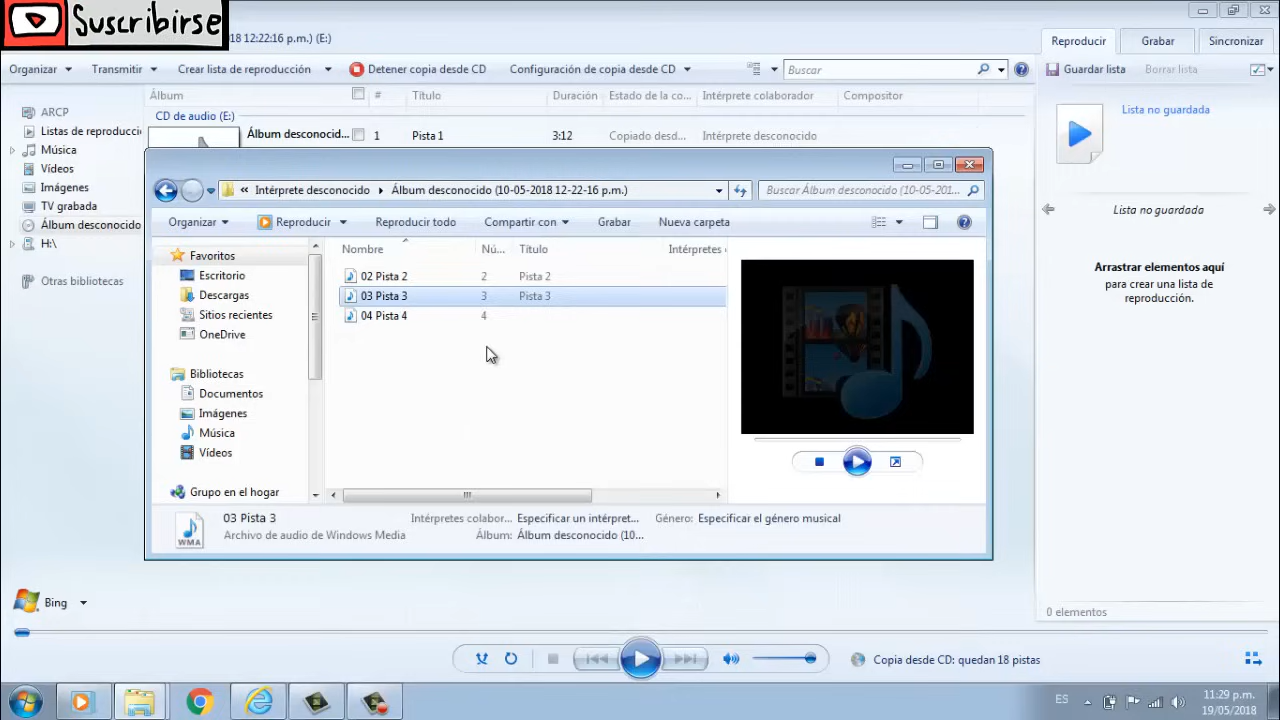 Suscribirse
2018 12:22:16 p.m.) (E:)
Reproducir
Grabar
Sincronizar
Organizar
Transmitir
Crear lista de reproducción
Detener copia desde CD
Configuración de copia desde CD
Buscar
Guardar lista
Borrar lista
Álbum
#
Título
Duración
Estado de la co...
Intérprete colaborador
Compositor
ARCP
Listas de reproducci
Música
Vídeos
Imágenes
TV grabada
Álbum desconocido
H:\
Otras bibliotecas
CD de audio (E:)
Álbum desconocid...
1
Pista 1
3:12
Copiado desd...
Intérprete desconocido
Lista no guardada
Lista no guardada
Arrastrar elementos aquí
para crear una lista de
reproducción.
0 elementos
«
Intérprete desconocido
Álbum desconocido (10-05-2018 12-22-16 p.m.)
Buscar Álbum desconocido (10-05-201...
Organizar
Reproducir
Reproducir todo
Compartir con
Grabar
Nueva carpeta
Favoritos
Escritorio
Descargas
Sitios recientes
OneDrive
Bibliotecas
Documentos
Imágenes
Música
Vídeos
Grupo en el hogar
Nombre
Nú...
Título
Intérpretes
02 Pista 2
2
Pista 2
03 Pista 3
3
Pista 3
04 Pista 4
4
WMA
03 Pista 3
Archivo de audio de Windows Media
Intérpretes colabor...
Especificar un intérpret...
Álbum:
Álbum desconocido (10...
Género:
Especificar el género musical
Bing
Copia desde CD: quedan 18 pistas
ES
11:29 p.m.
19/05/2018